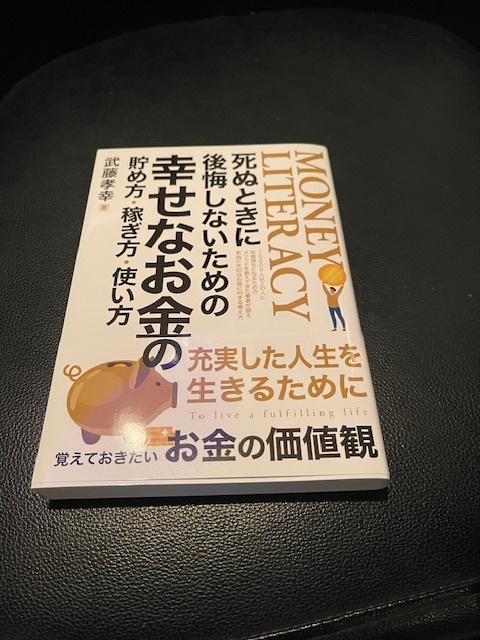 MONEY
LITERACY
死ぬときに
後悔しないための
幸せなお金の
貯め方・稼ぎ方・使い方
武藤孝幸 著
充実した人生を
生きるために
To live a fulfilling life
覚えておきたい お金の価値観